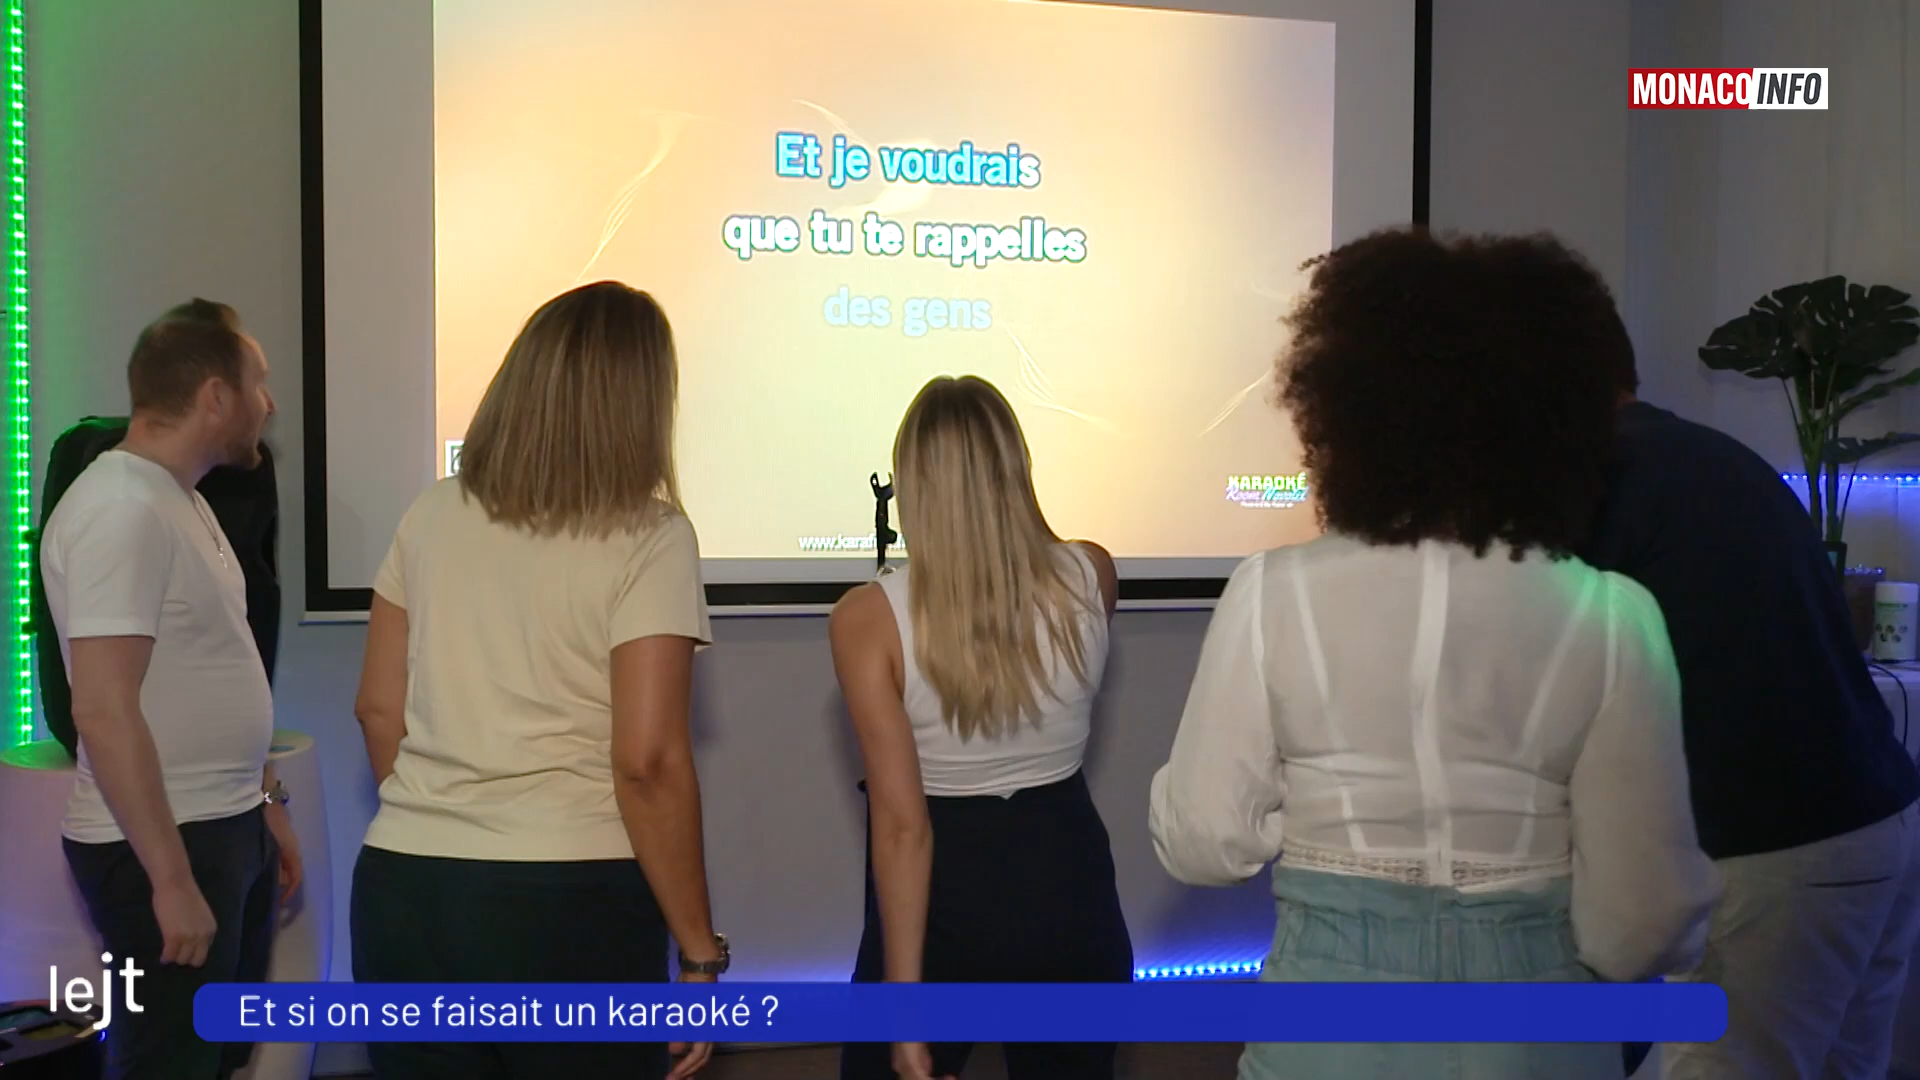 MONACO INFO
Et je voudrais
que tu te rappelles
des gens
KARAOKÉ
lejt
Et si on se faisait un karaoké ?